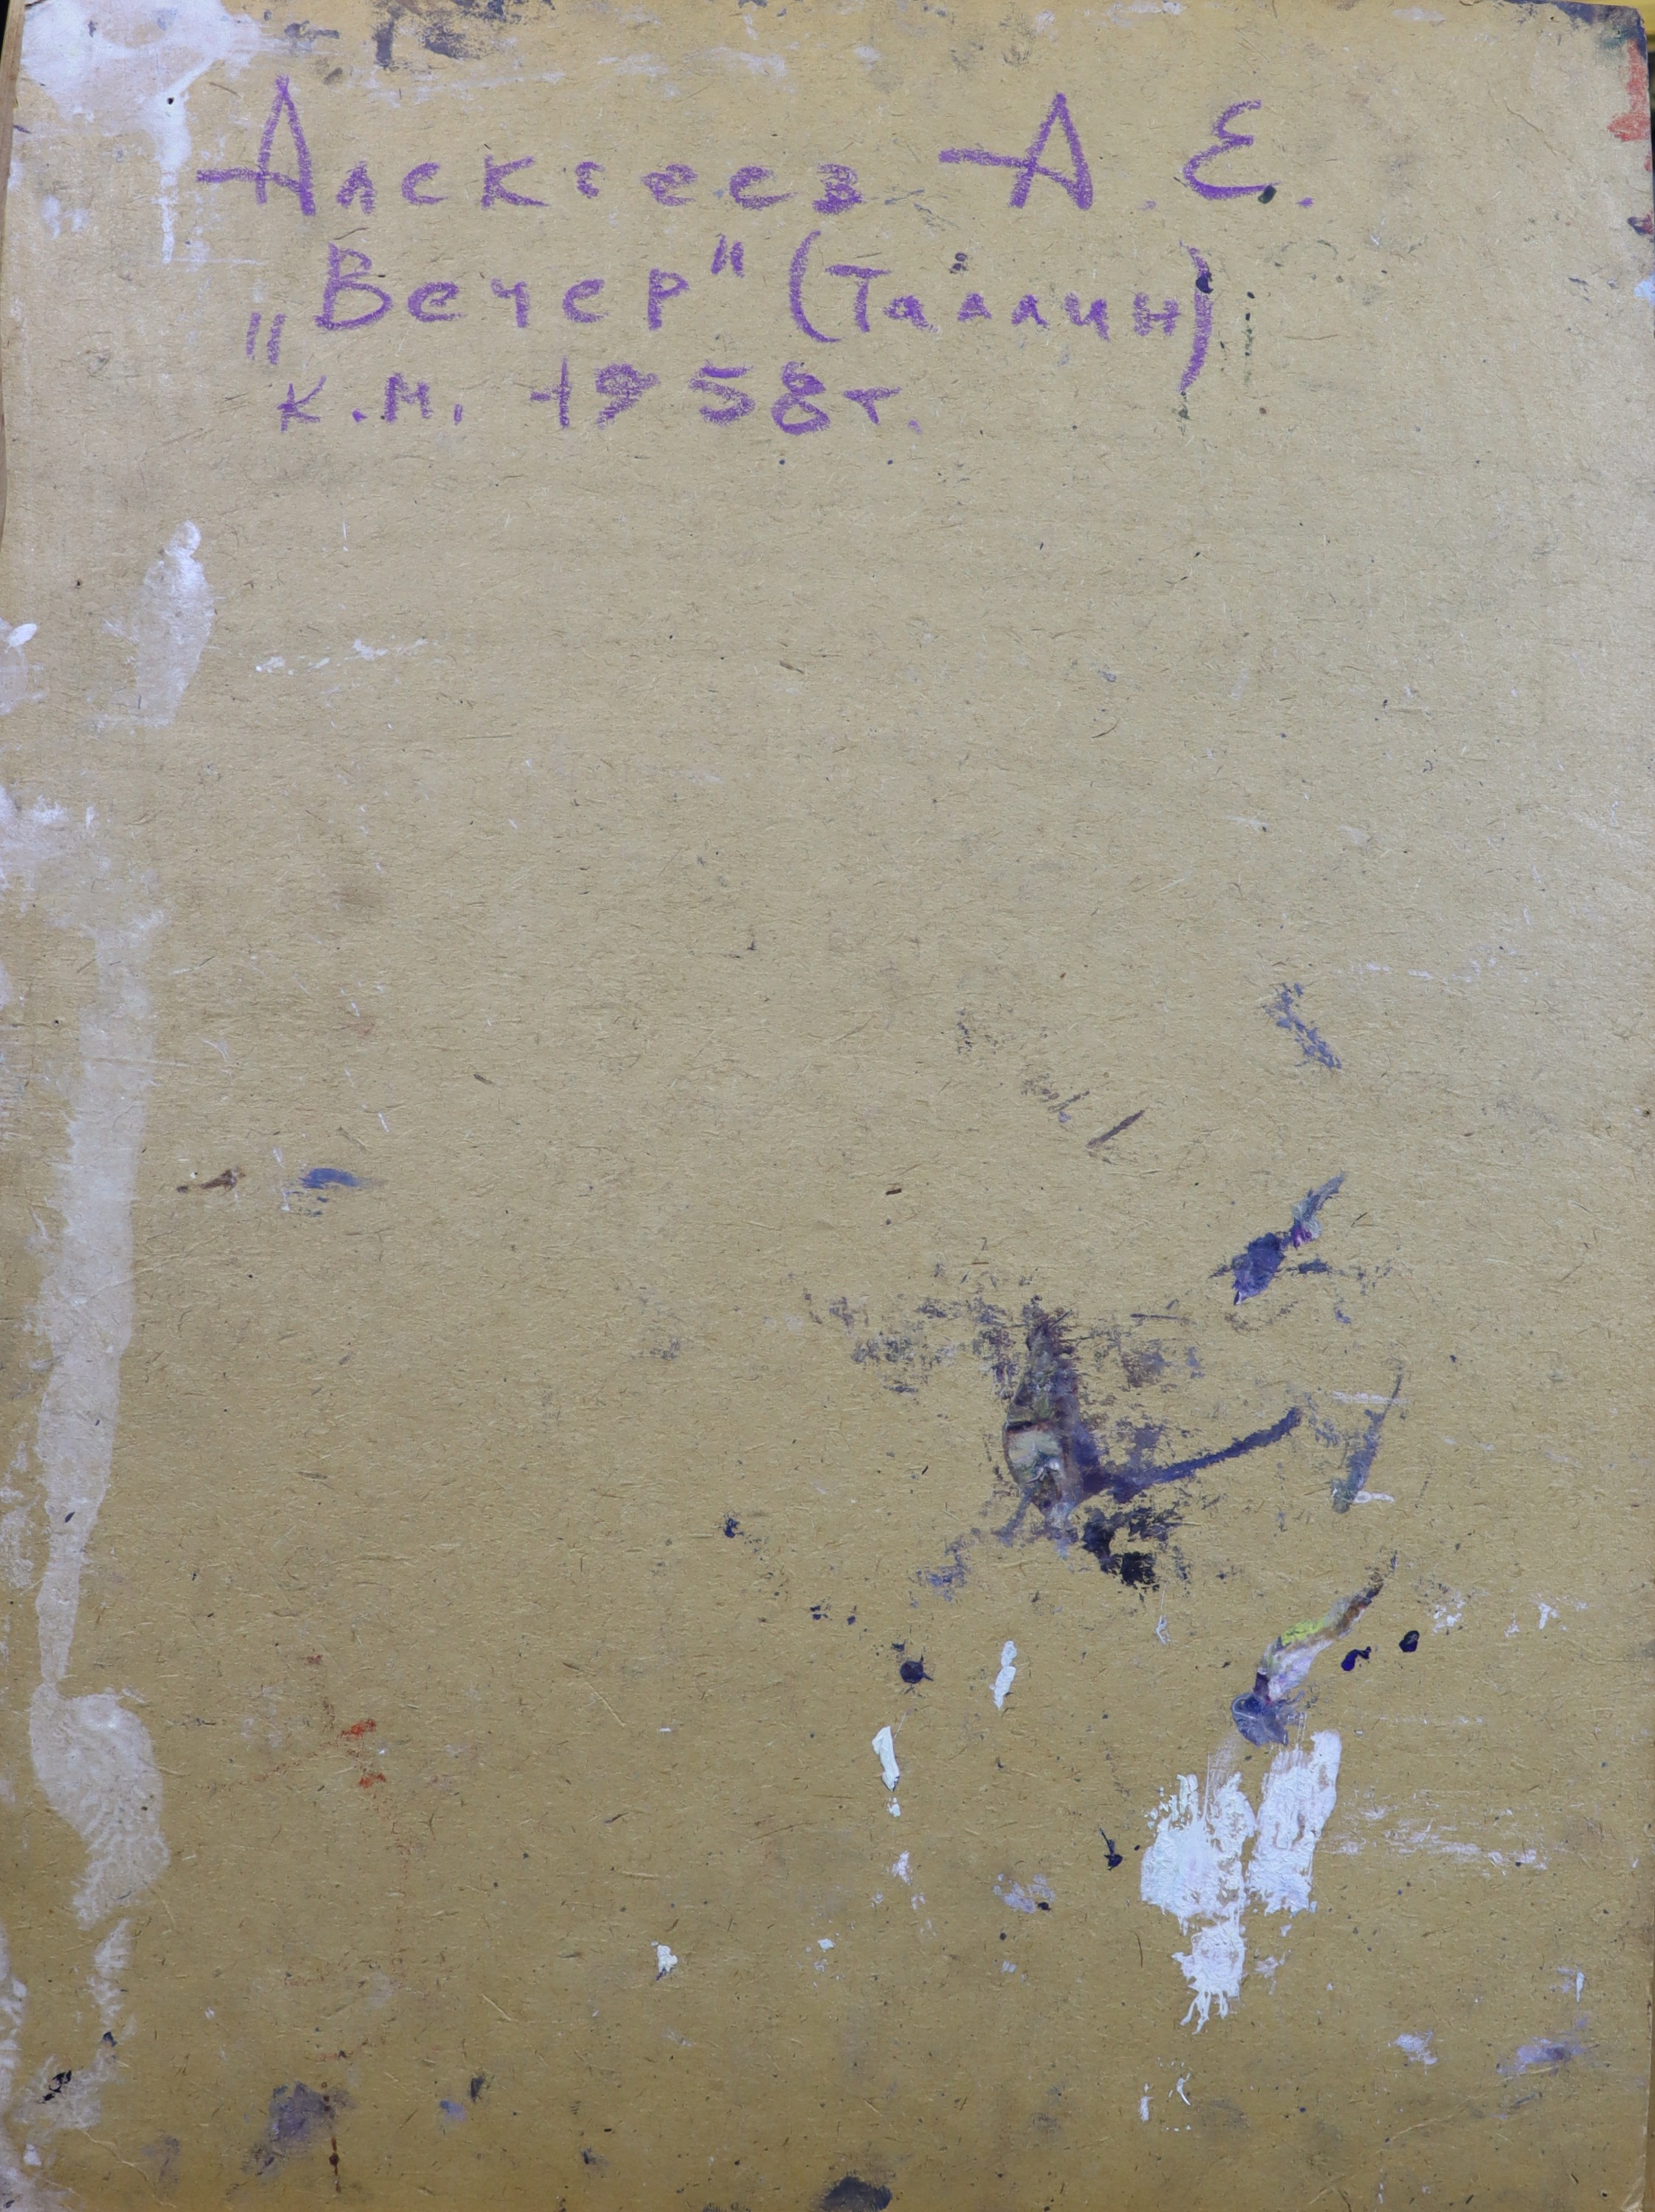 Алексеев А. Е.
„Вечер" (Таллин)
к.м. 1958г.